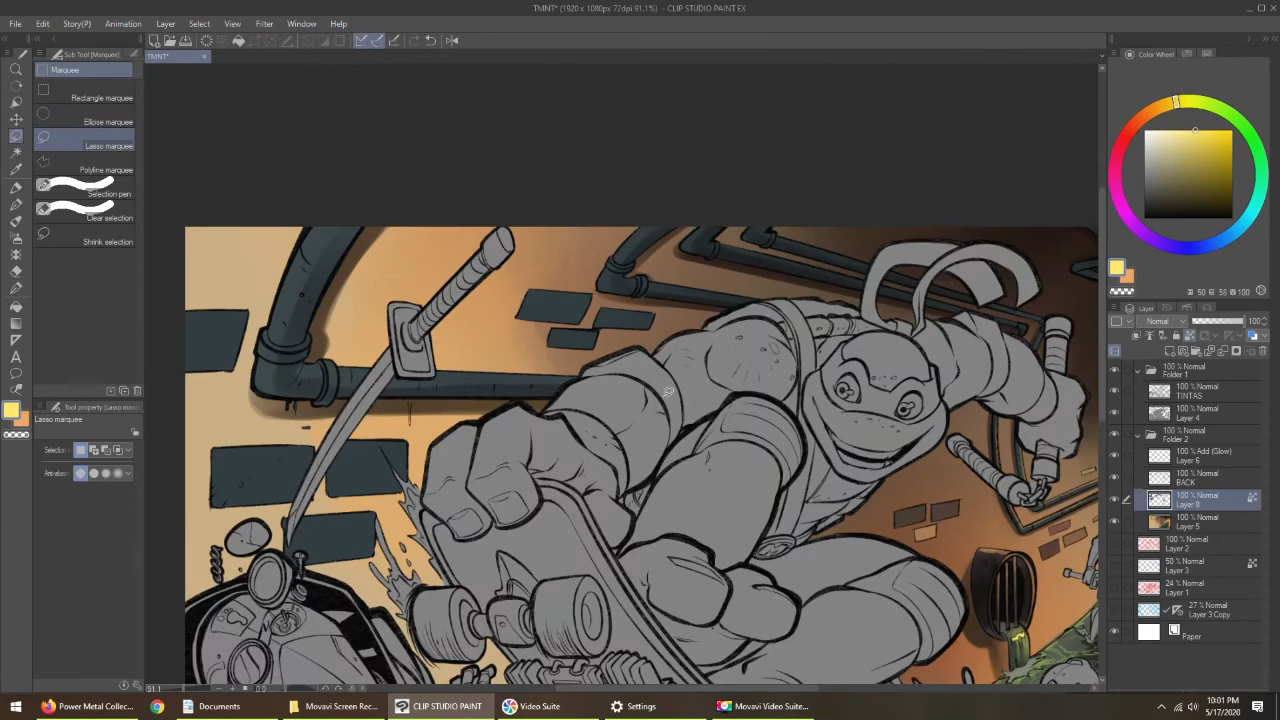 TMNT* (1920 x 1080px 72dpi 91.1%) - CLIP STUDIO PAINT EX
File Edit Story(P) Animation Layer Select View Filter Window Help
Sub Tool [Marquee]
TMNT*
Color Wheel
Marquee
Rectangle marquee
Ellipse marquee
Lasso marquee
Polyline marquee
Selection pen
Clear selection
Shrink selection
50 58 100
Layer
Normal 100
100 % Normal
Folder 1
100 % Normal
TINTAS
100 % Normal
Layer 4
100 % Normal
Folder 2
100 % Add (Glow)
Layer 6
100 % Normal
BACK
100 % Normal
Layer 8
100 % Normal
Layer 5
100 % Normal
Layer 2
50 % Normal
Layer 3
24 % Normal
Layer 1
27 % Normal
Layer 3 Copy
Paper
Tool property [Lasso marq
Lasso marquee
Selection
Anti-alias
0.0
Power Metal Collec...
Documents
Movavi Screen Rec...
CLIP STUDIO PAINT
Video Suite
Settings
Movavi Video Suite...
10:01 PM
5/17/2020